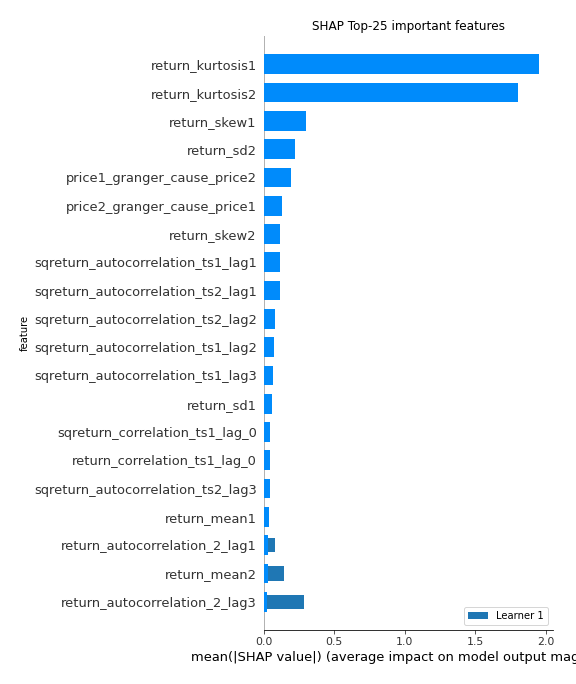 SHAP Top-25 important features
return_kurtosis1
return_kurtosis2
return_skew1
return_sd2
price1_granger_cause_price2
price2_granger_cause_price1
return_skew2
sqreturn_autocorrelation_ts1_lag1
sqreturn_autocorrelation_ts2_lag1
sqreturn_autocorrelation_ts2_lag2
sqreturn_autocorrelation_ts1_lag2
sqreturn_autocorrelation_ts1_lag3
return_sd1
sqreturn_correlation_ts1_lag_0
return_correlation_ts1_lag_0
sqreturn_autocorrelation_ts2_lag3
return_mean1
return_autocorrelation_2_lag1
return_mean2
return_autocorrelation_2_lag3
feature
Learner 1
0.0 0.5 1.0 1.5 2.0
mean(|SHAP value|) (average impact on model output mag